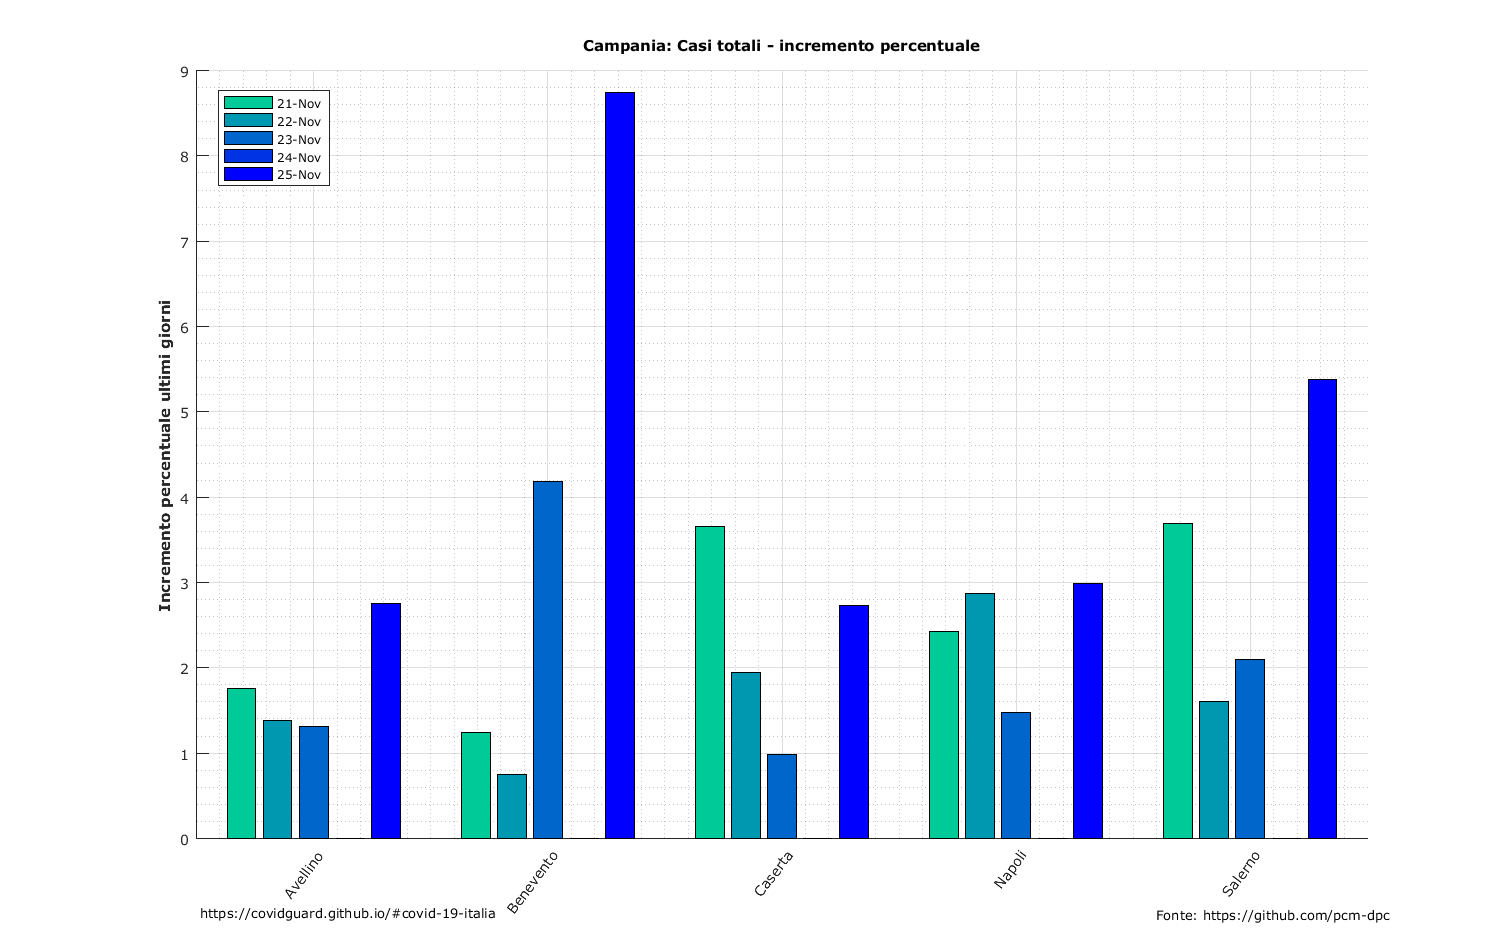 Campania: Casi totali - incremento percentuale
21-Nov
22-Nov
23-Nov
24-Nov
25-Nov
Incremento percentuale ultimi giorni
9
8
7
6
5
4
3
2
1
0
Avellino
Benevento
Caserta
Napoli
Salerno
https://covidguard.github.io/#covid-19-italia
Fonte: https://github.com/pcm-dpc